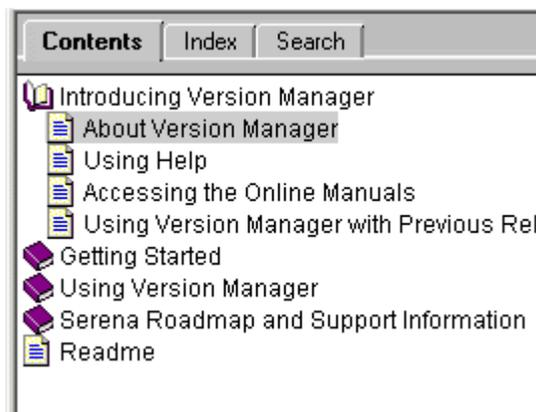 Contents Index Search
Introducing Version Manager
About Version Manager
Using Help
Accessing the Online Manuals
Using Version Manager with Previous Rel
Getting Started
Using Version Manager
Serena Roadmap and Support Information
Readme